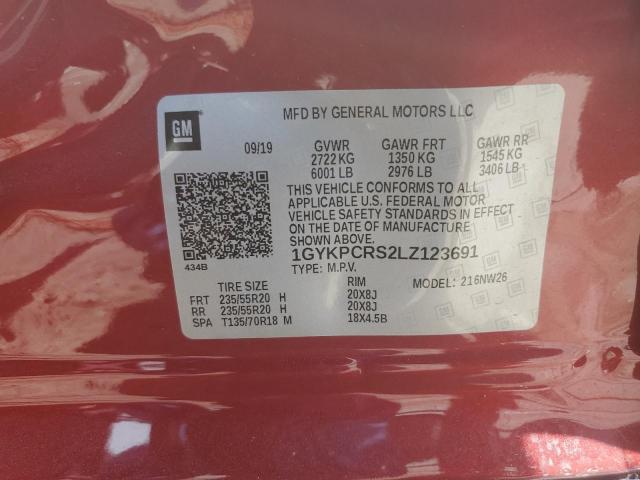 GM
MFD BY GENERAL MOTORS LLC
09/19 GVWR GAWR FRT GAWR RR
2722 KG 1350 KG 1545 KG
6001 LB 2976 LB 3406 LB
THIS VEHICLE CONFORMS TO ALL
APPLICABLE U.S. FEDERAL MOTOR
VEHICLE SAFETY STANDARDS IN EFFECT
ON THE DATE OF MANUFACTURE
SHOWN ABOVE.
434B
1GYKPCRS2LZ123691
TYPE: M.P.V. MODEL: 216NW26
TIRE SIZE RIM
FRT 235/55R20 H 20X8J
RR 235/55R20 H 20X8J
SPA T135/70R18 M 18X4.5B